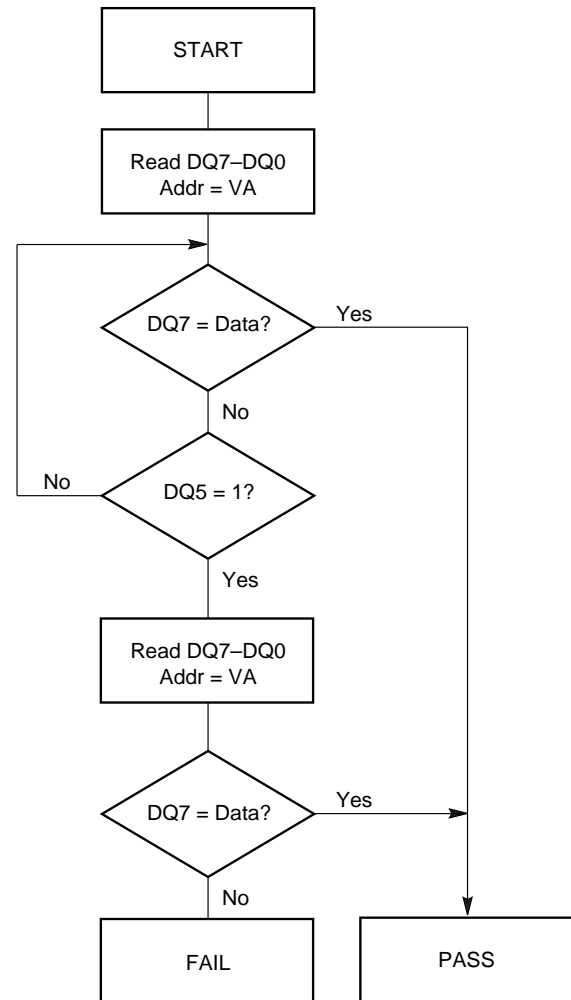 START
Read DQ7–DQ0
Addr = VA
DQ7 = Data?
Yes
No
No
DQ5 = 1?
Yes
Read DQ7–DQ0
Addr = VA
DQ7 = Data?
Yes
No
FAIL
PASS